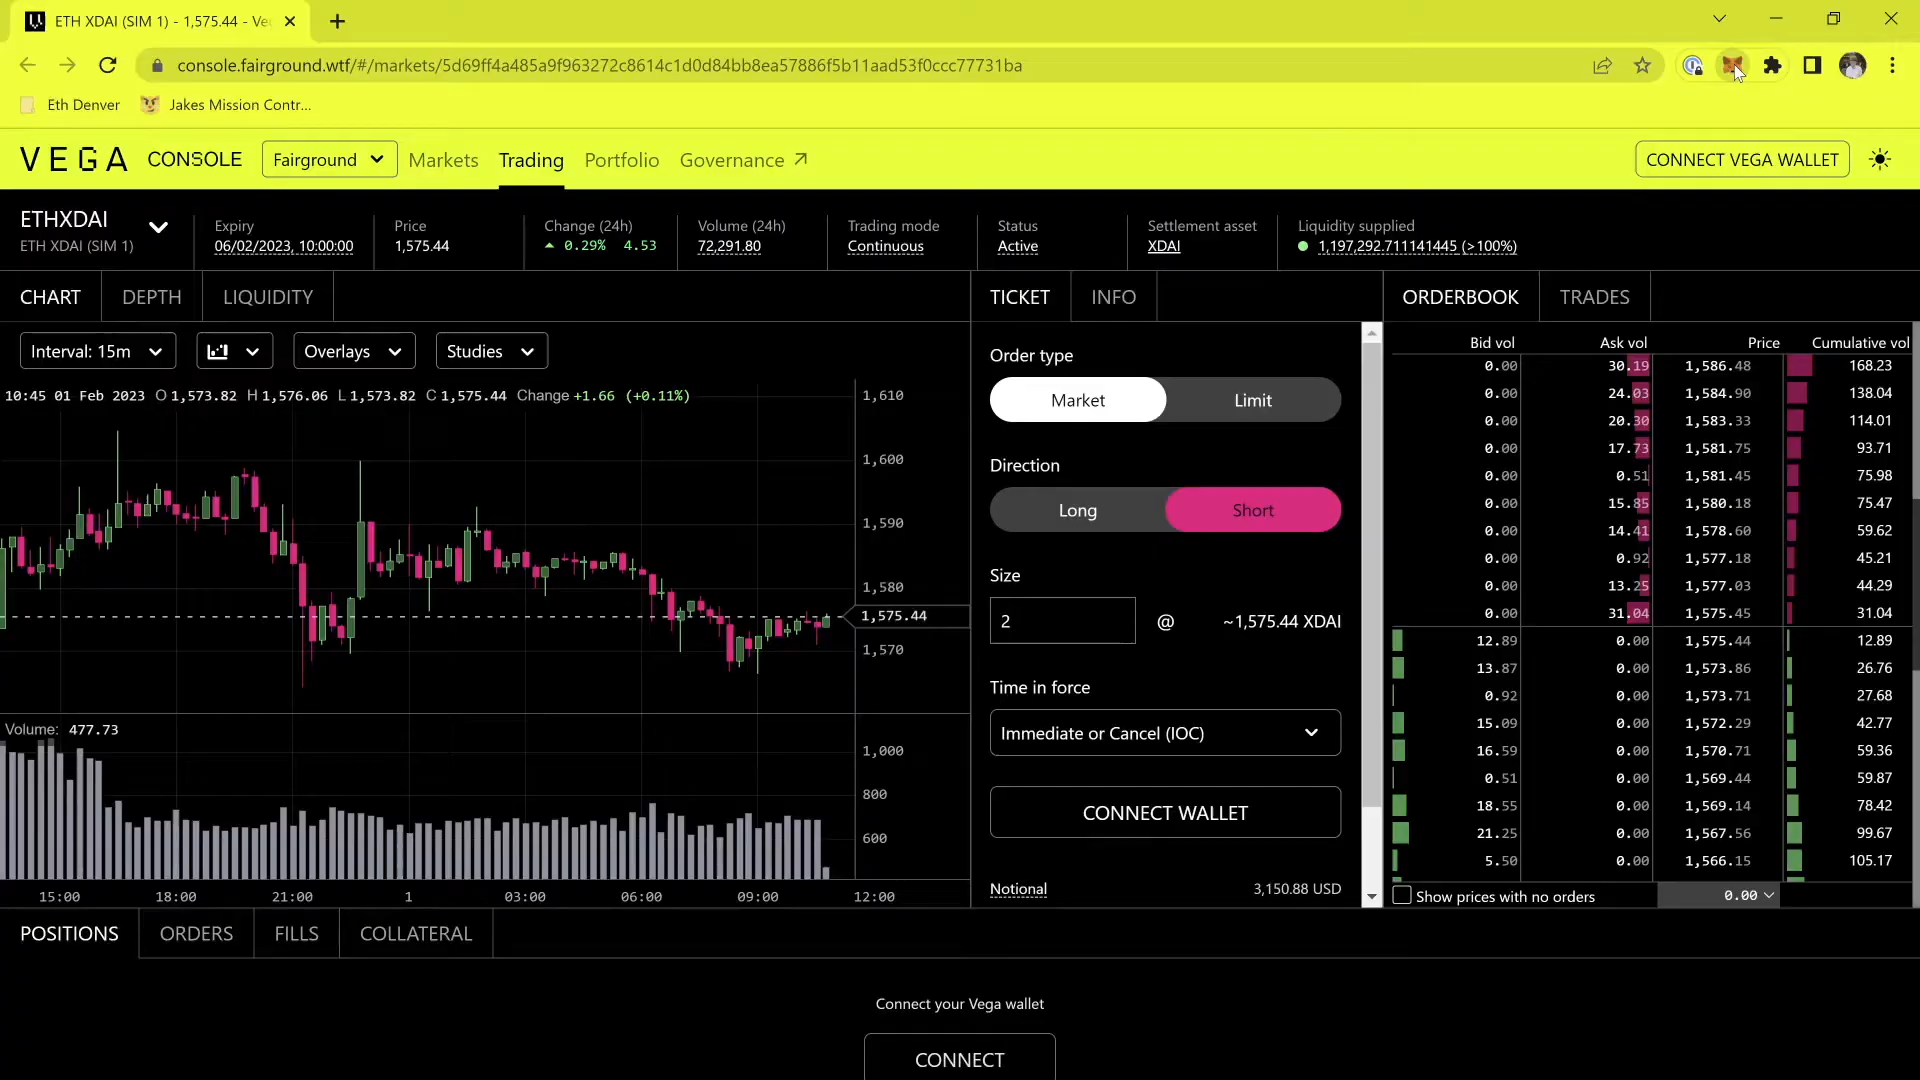 ETH XDAI (SIM 1) - 1,575.44 - Ve
console.fairground.wtf/#/markets/5d69ff4a485a9f963272c8614c1d0d84bb8ea57886f5b11aad53f0ccc77731ba
Eth Denver
Jakes Mission Contr...
VEGA CONSOLE Fairground Markets Trading Portfolio Governance CONNECT VEGA WALLET
ETHXDAI
ETH XDAI (SIM 1)
Expiry
06/02/2023, 10:00:00
Price
1,575.44
Change (24h)
0.29% 4.53
Volume (24h)
72,291.80
Trading mode
Continuous
Status
Active
Settlement asset
XDAI
Liquidity supplied
1,197,292.711141445 (>100%)
CHART DEPTH LIQUIDITY
Interval: 15m Overlays Studies
10:45 01 Feb 2023 O 1,573.82 H 1,576.06 L 1,573.82 C 1,575.44 Change +1.66 (+0.11%)
1,610
1,600
1,590
1,580
1,575.44
1,570
Volume: 477.73
1,000
800
600
15:00 18:00 21:00 1 03:00 06:00 09:00 12:00
TICKET INFO
Order type
Market Limit
Direction
Long Short
Size
2 @ ~1,575.44 XDAI
Time in force
Immediate or Cancel (IOC)
CONNECT WALLET
Notional 3,150.88 USD
ORDERBOOK TRADES
Bid vol Ask vol Price Cumulative vol
0.00 30.19 1,586.48 168.23
0.00 24.03 1,584.90 138.04
0.00 20.30 1,583.33 114.01
0.00 17.73 1,581.75 93.71
0.00 0.51 1,581.45 75.98
0.00 15.85 1,580.18 75.47
0.00 14.41 1,578.60 59.62
0.00 0.92 1,577.18 45.21
0.00 13.25 1,577.03 44.29
0.00 31.04 1,575.45 31.04
12.89 0.00 1,575.44 12.89
13.87 0.00 1,573.86 26.76
0.92 0.00 1,573.71 27.68
15.09 0.00 1,572.29 42.77
16.59 0.00 1,570.71 59.36
0.51 0.00 1,569.44 59.87
18.55 0.00 1,569.14 78.42
21.25 0.00 1,567.56 99.67
5.50 0.00 1,566.15 105.17
Show prices with no orders 0.00
POSITIONS ORDERS FILLS COLLATERAL
Connect your Vega wallet
CONNECT